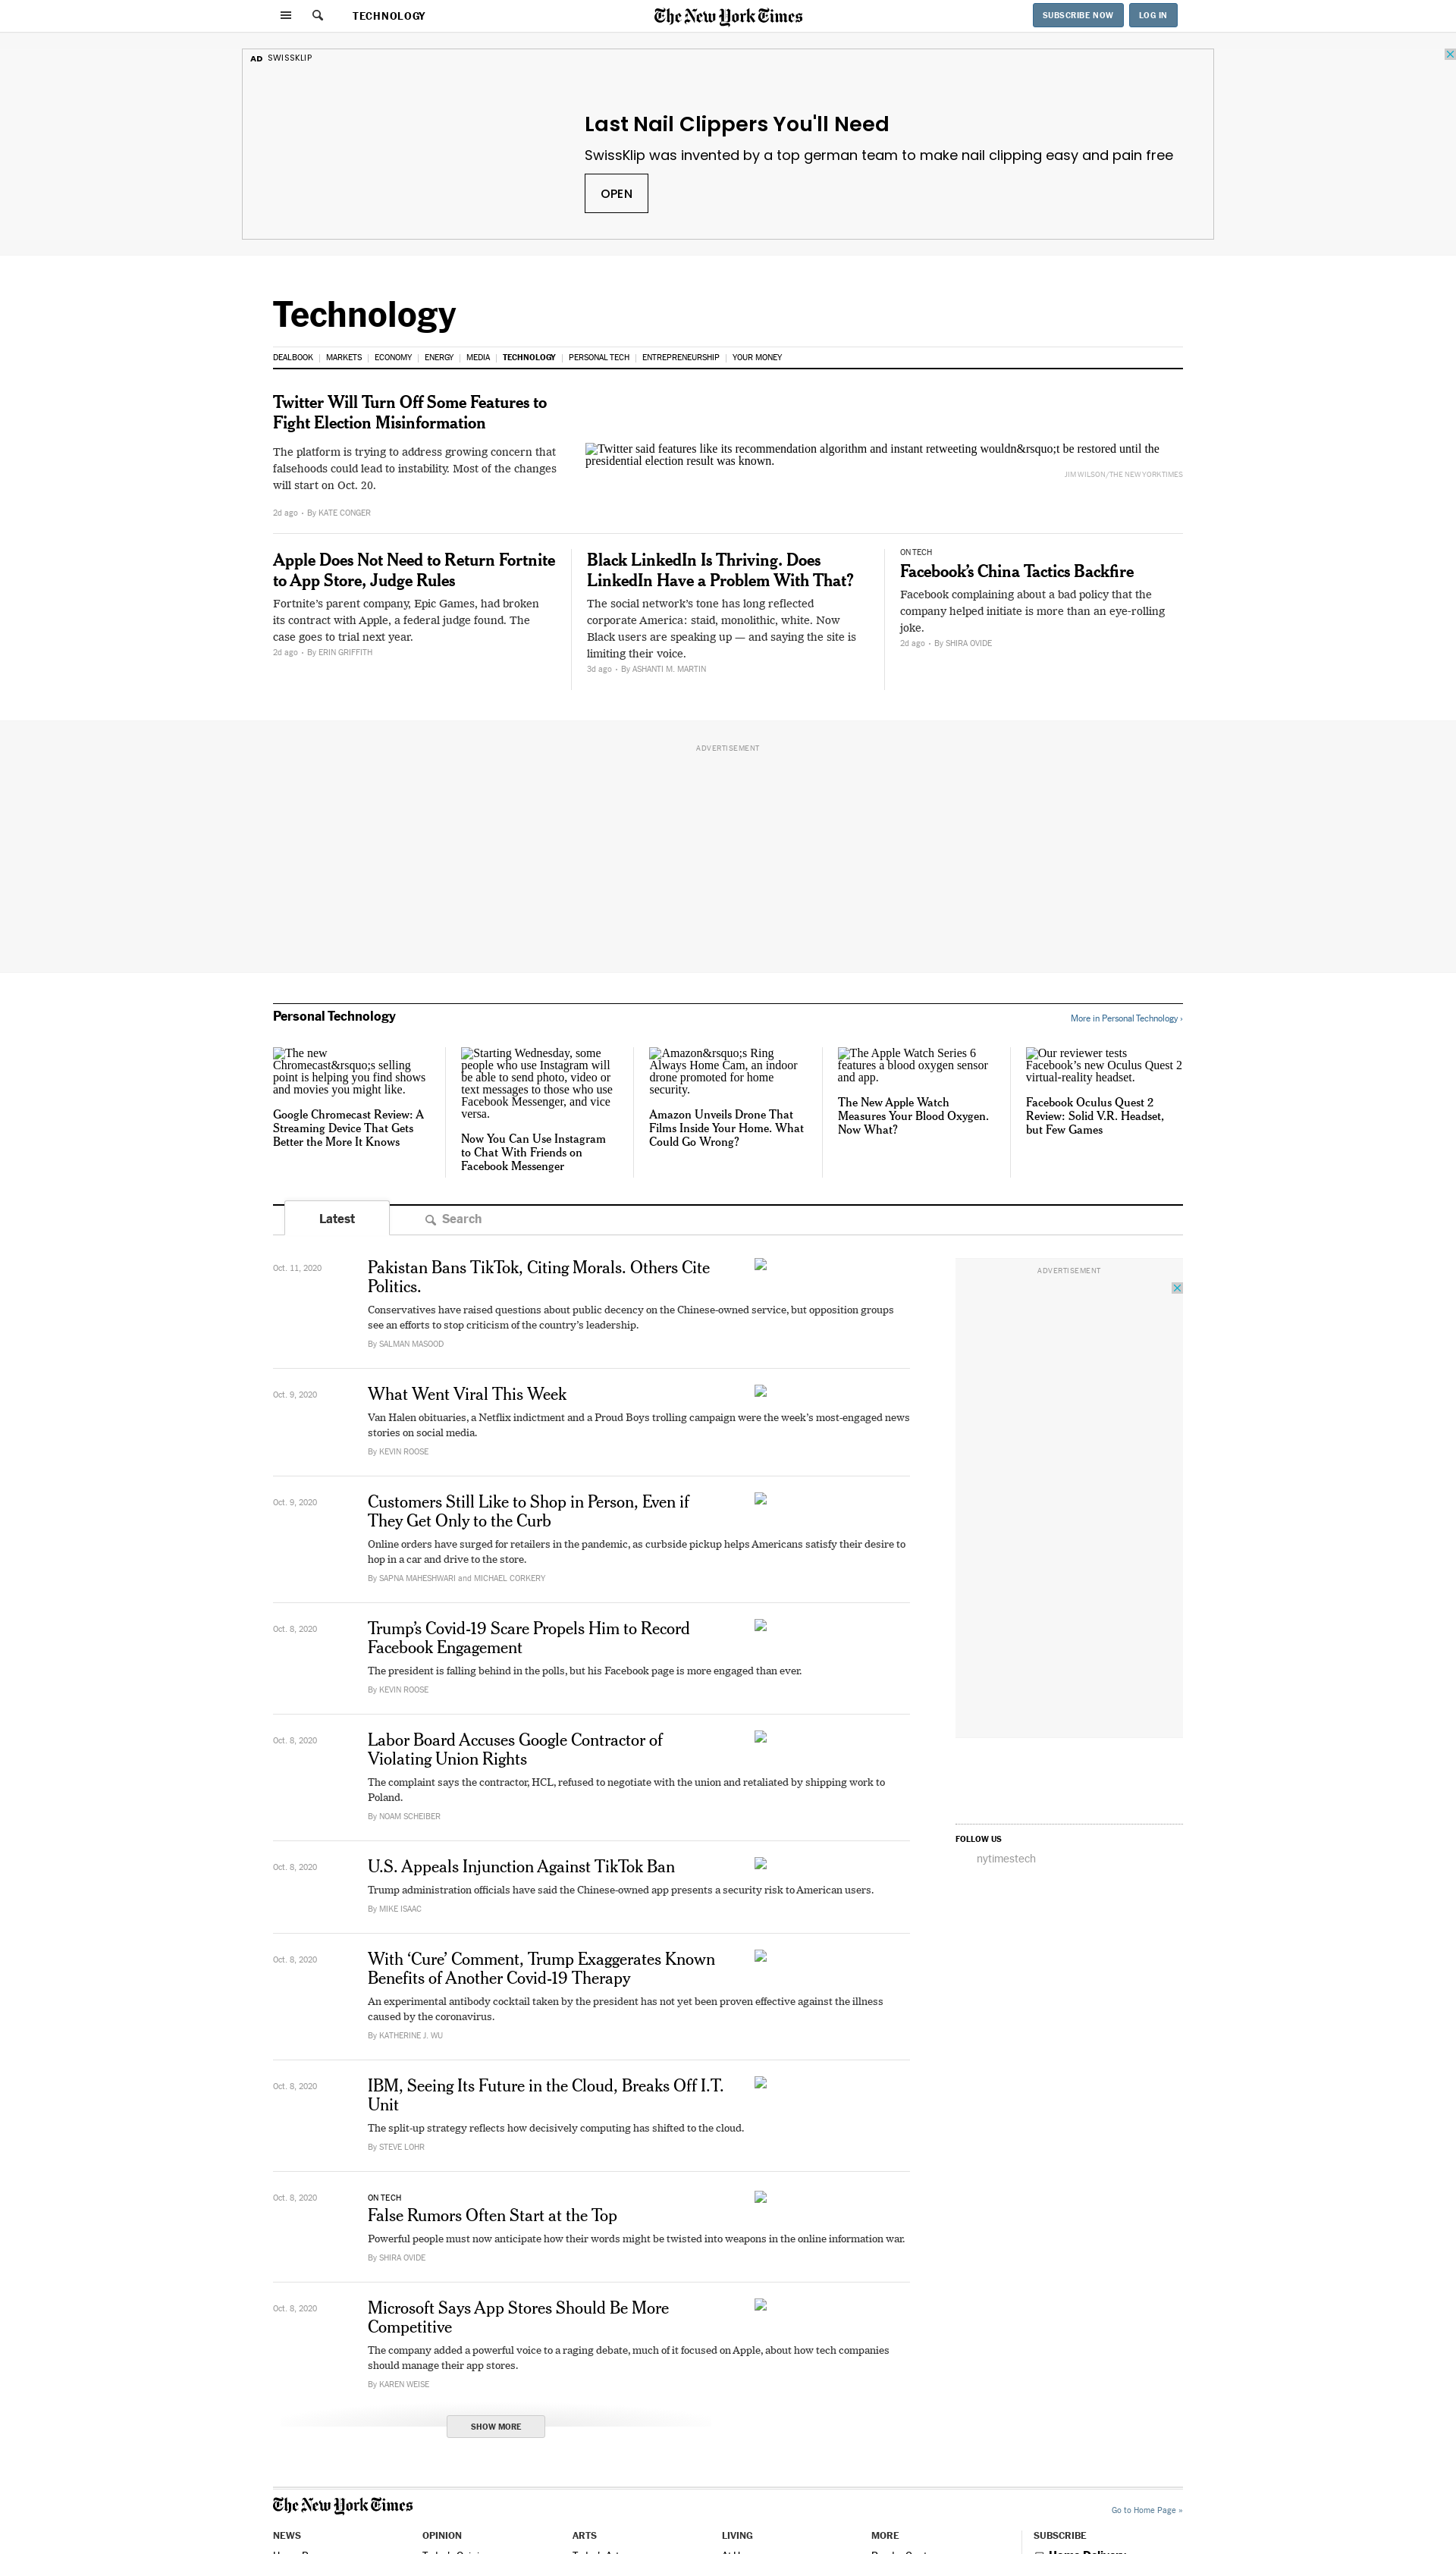 TECHNOLOGY
The New York Times
SUBSCRIBE NOW
LOG IN
AD SWISSKLIP
Last Nail Clippers You'll Need
SwissKlip was invented by a top german team to make nail clipping easy and pain free
OPEN
Technology
DEALBOOK | MARKETS | ECONOMY | ENERGY | MEDIA | TECHNOLOGY | PERSONAL TECH | ENTREPRENEURSHIP | YOUR MONEY
Twitter Will Turn Off Some Features to
Fight Election Misinformation
The platform is trying to address growing concern that
falsehoods could lead to instability. Most of the changes
will start on Oct. 20.
2d ago • By KATE CONGER
Twitter said features like its recommendation algorithm and instant retweeting wouldn&rsquo;t be restored until the
presidential election result was known.
JIM WILSON/THE NEW YORK TIMES
Apple Does Not Need to Return Fortnite
to App Store, Judge Rules
Fortnite’s parent company, Epic Games, had broken
its contract with Apple, a federal judge found. The
case goes to trial next year.
2d ago • By ERIN GRIFFITH
Black LinkedIn Is Thriving. Does
LinkedIn Have a Problem With That?
The social network’s tone has long reflected
corporate America: staid, monolithic, white. Now
Black users are speaking up — and saying the site is
limiting their voice.
3d ago • By ASHANTI M. MARTIN
ON TECH
Facebook’s China Tactics Backfire
Facebook complaining about a bad policy that the
company helped initiate is more than an eye-rolling
joke.
2d ago • By SHIRA OVIDE
ADVERTISEMENT
Personal Technology
More in Personal Technology ›
The new
Chromecast&rsquo;s selling
point is helping you find shows
and movies you might like.
Google Chromecast Review: A
Streaming Device That Gets
Better the More It Knows
Starting Wednesday, some
people who use Instagram will
be able to send photo, video or
text messages to those who use
Facebook Messenger, and vice
versa.
Now You Can Use Instagram
to Chat With Friends on
Facebook Messenger
Amazon&rsquo;s Ring
Always Home Cam, an indoor
drone promoted for home
security.
Amazon Unveils Drone That
Films Inside Your Home. What
Could Go Wrong?
The Apple Watch Series 6
features a blood oxygen sensor
and app.
The New Apple Watch
Measures Your Blood Oxygen.
Now What?
Our reviewer tests
Facebook’s new Oculus Quest 2
virtual-reality headset.
Facebook Oculus Quest 2
Review: Solid V.R. Headset,
but Few Games
Latest
Search
Oct. 11, 2020
Pakistan Bans TikTok, Citing Morals. Others Cite
Politics.
Conservatives have raised questions about public decency on the Chinese-owned service, but opposition groups
see an efforts to stop criticism of the country’s leadership.
By SALMAN MASOOD
ADVERTISEMENT
Oct. 9, 2020
What Went Viral This Week
Van Halen obituaries, a Netflix indictment and a Proud Boys trolling campaign were the week’s most-engaged news
stories on social media.
By KEVIN ROOSE
Oct. 9, 2020
Customers Still Like to Shop in Person, Even if
They Get Only to the Curb
Online orders have surged for retailers in the pandemic, as curbside pickup helps Americans satisfy their desire to
hop in a car and drive to the store.
By SAPNA MAHESHWARI and MICHAEL CORKERY
Oct. 8, 2020
Trump’s Covid-19 Scare Propels Him to Record
Facebook Engagement
The president is falling behind in the polls, but his Facebook page is more engaged than ever.
By KEVIN ROOSE
Oct. 8, 2020
Labor Board Accuses Google Contractor of
Violating Union Rights
The complaint says the contractor, HCL, refused to negotiate with the union and retaliated by shipping work to
Poland.
By NOAM SCHEIBER
FOLLOW US
nytimestech
Oct. 8, 2020
U.S. Appeals Injunction Against TikTok Ban
Trump administration officials have said the Chinese-owned app presents a security risk to American users.
By MIKE ISAAC
Oct. 8, 2020
With ‘Cure’ Comment, Trump Exaggerates Known
Benefits of Another Covid-19 Therapy
An experimental antibody cocktail taken by the president has not yet been proven effective against the illness
caused by the coronavirus.
By KATHERINE J. WU
Oct. 8, 2020
IBM, Seeing Its Future in the Cloud, Breaks Off I.T.
Unit
The split-up strategy reflects how decisively computing has shifted to the cloud.
By STEVE LOHR
Oct. 8, 2020
ON TECH
False Rumors Often Start at the Top
Powerful people must now anticipate how their words might be twisted into weapons in the online information war.
By SHIRA OVIDE
Oct. 8, 2020
Microsoft Says App Stores Should Be More
Competitive
The company added a powerful voice to a raging debate, much of it focused on Apple, about how tech companies
should manage their app stores.
By KAREN WEISE
SHOW MORE
The New York Times
Go to Home Page »
NEWS
OPINION
ARTS
LIVING
MORE
SUBSCRIBE
Home Delivery